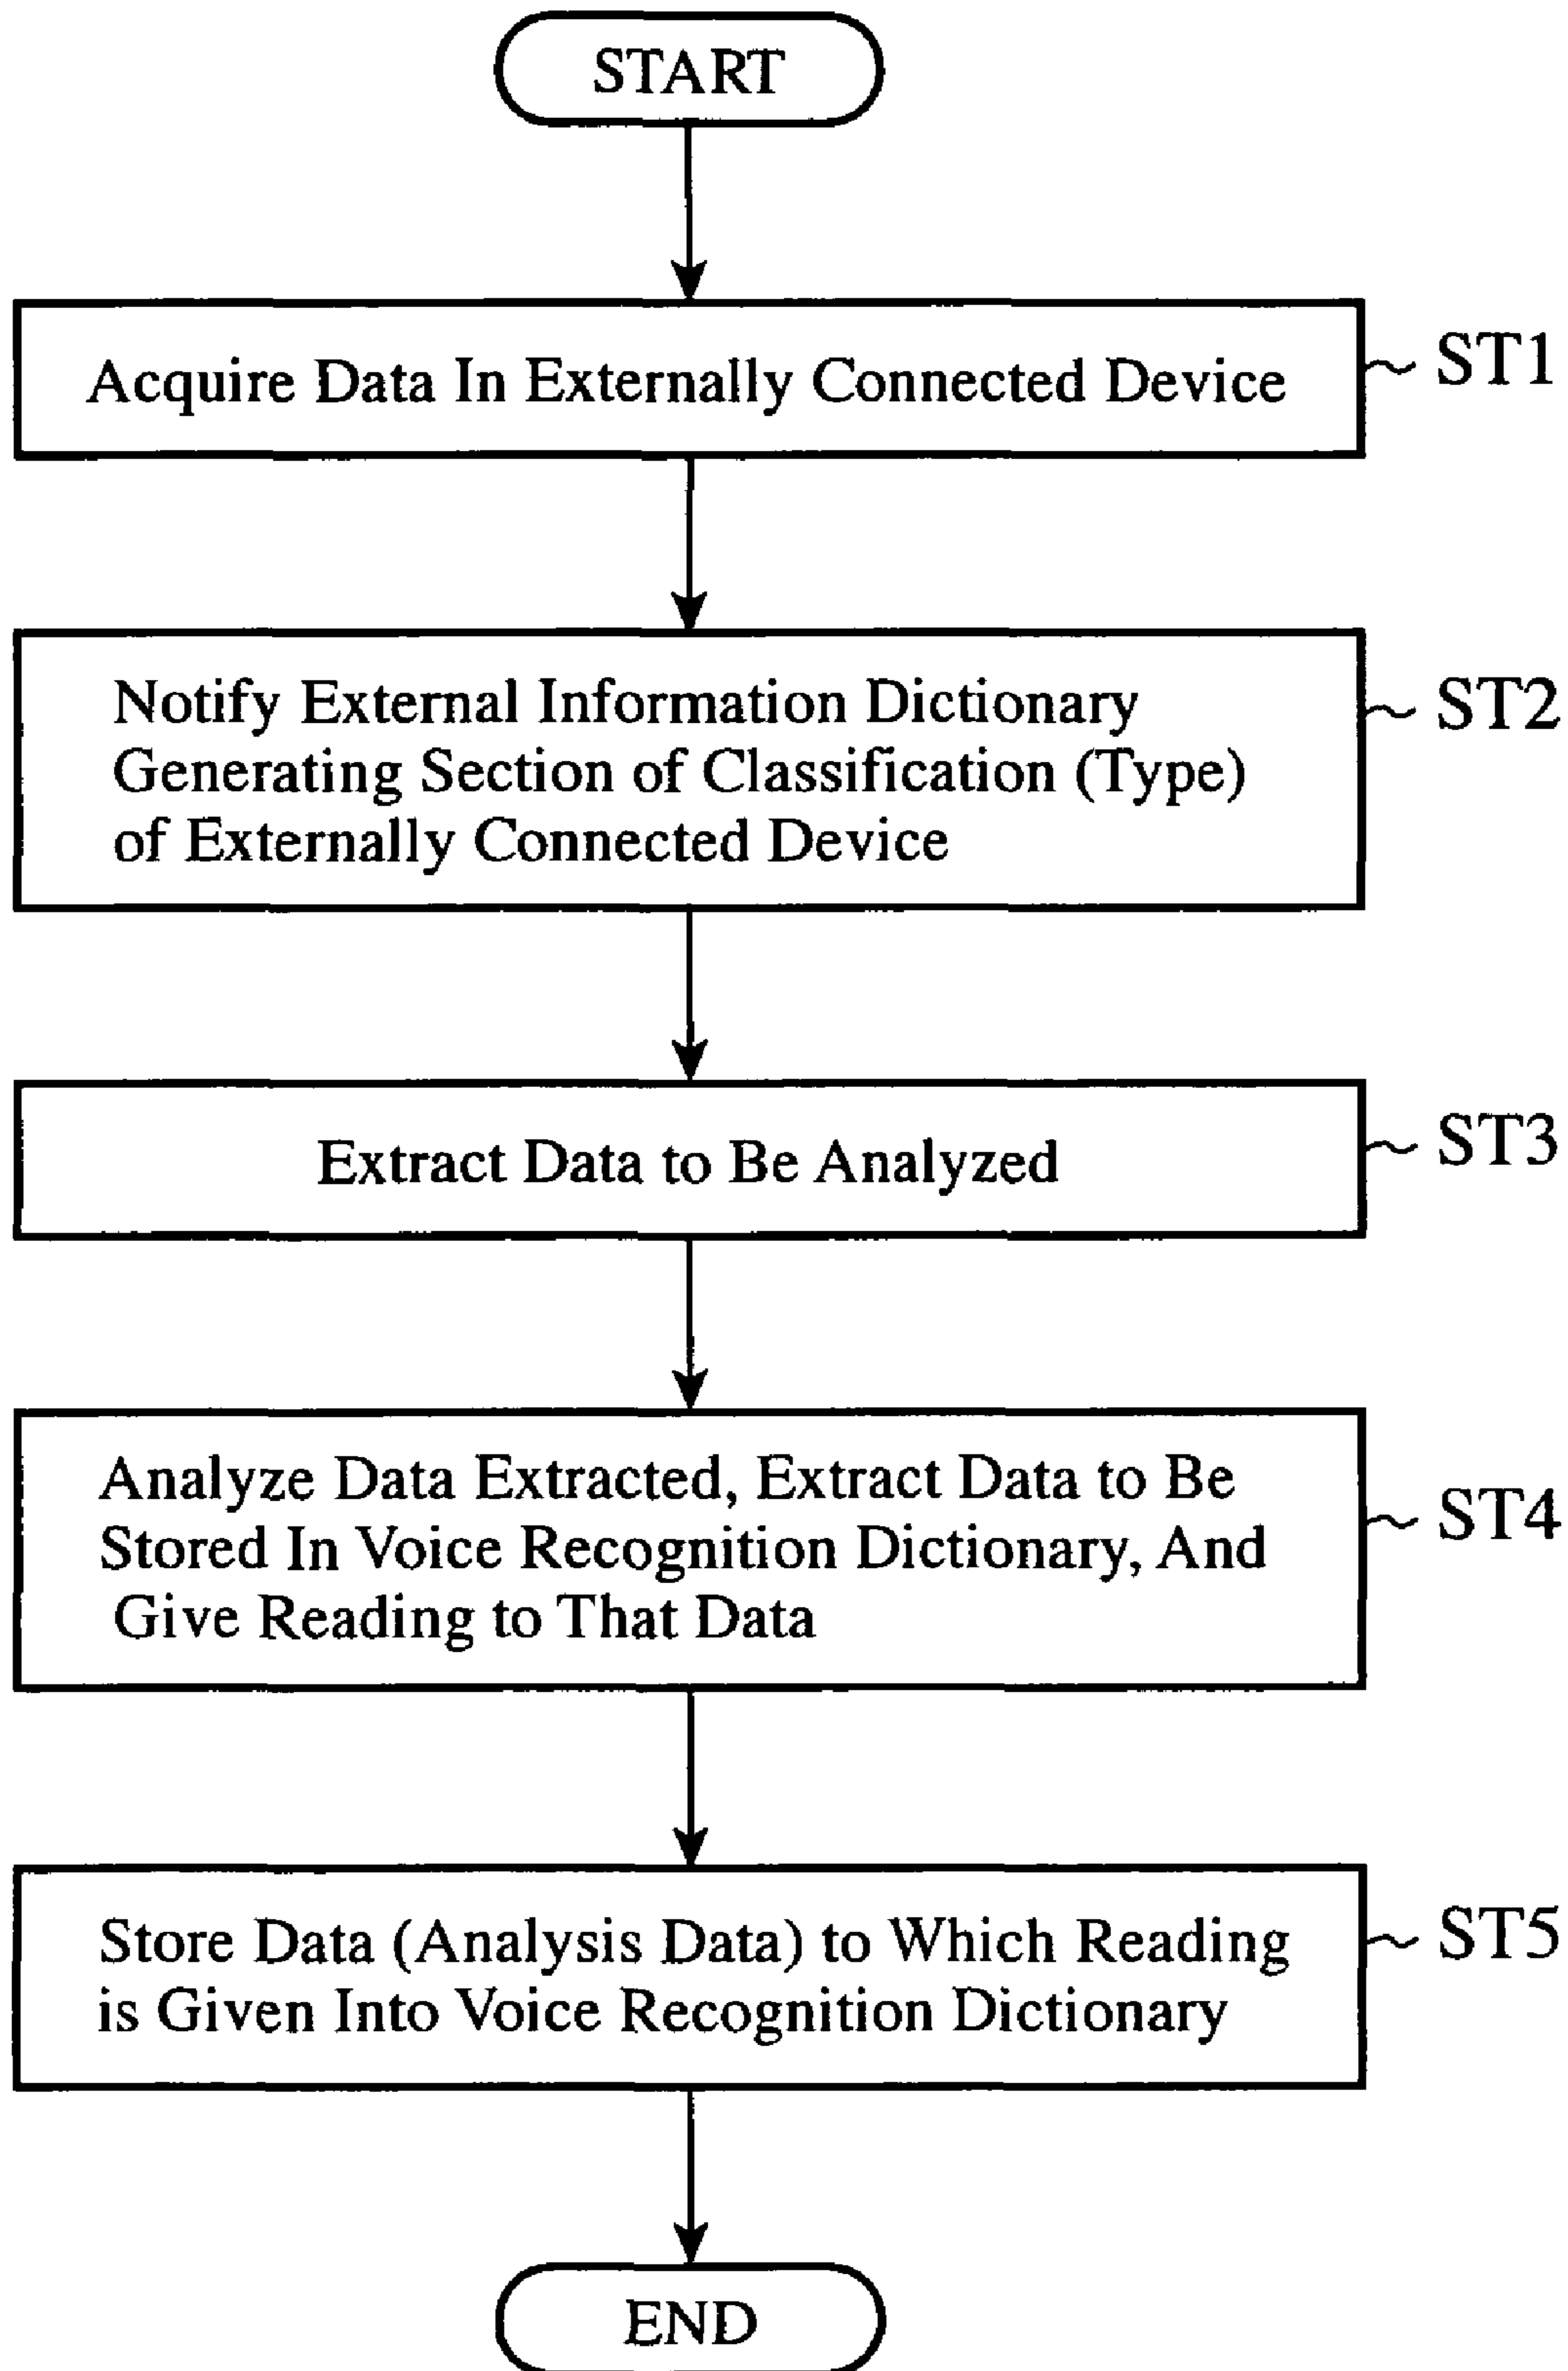 START
Acquire Data In Externally Connected Device
ST1
Notify External Information Dictionary
Generating Section of Classification (Type)
of Externally Connected Device
ST2
Extract Data to Be Analyzed
ST3
Analyze Data Extracted, Extract Data to Be
Stored In Voice Recognition Dictionary, And
Give Reading to That Data
ST4
Store Data (Analysis Data) to Which Reading
is Given Into Voice Recognition Dictionary
ST5
END